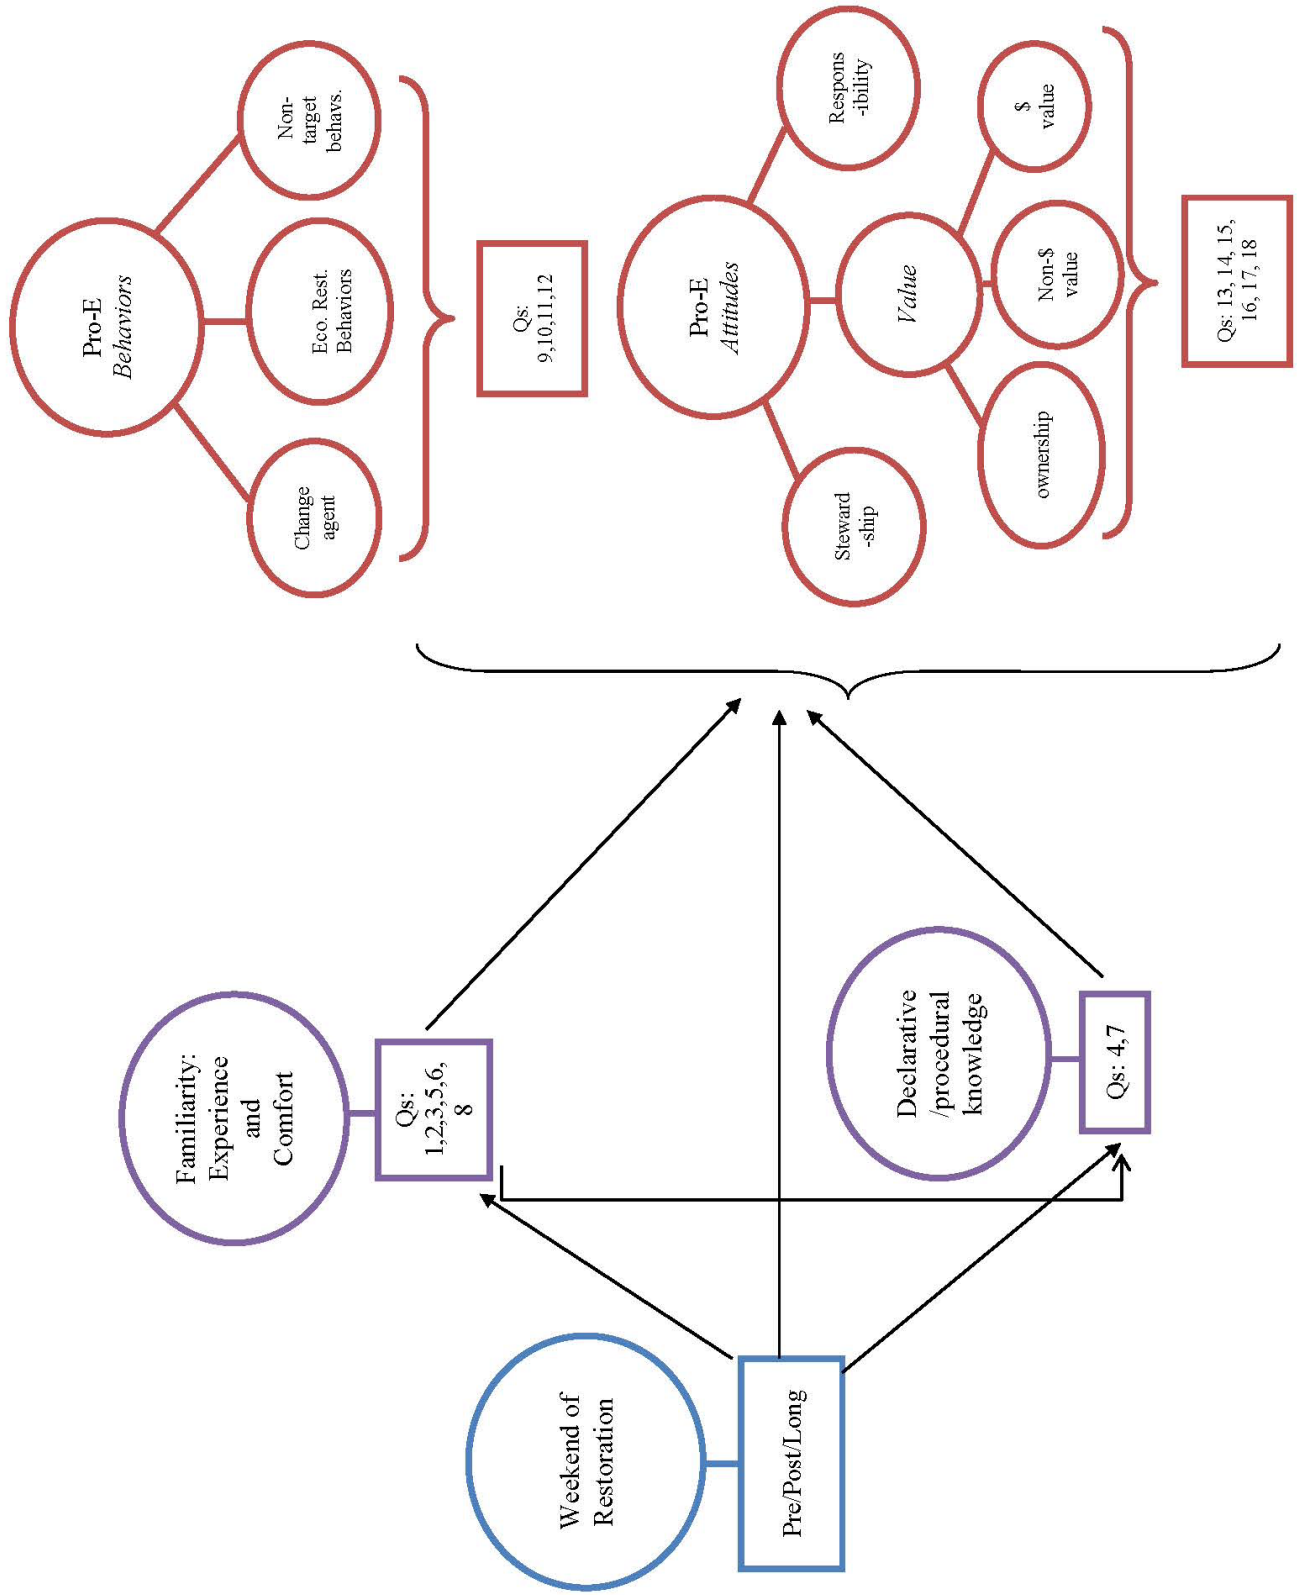 Weekend of
Restoration
Pre/Post/Long
Familiarity:
Experience
and
Comfort
Qs:
1,2,3,5,6,
8
Declarative
/procedural
knowledge
Qs: 4,7
Pro-E
Behaviors
Change
agent
Eco. Rest.
Behaviors
Non-
target
behavs.
Qs:
9,10,11,12
Pro-E
Attitudes
Steward
-ship
Value
Respons
-ibility
ownership
Non-$
value
$
value
Qs: 13, 14, 15,
16, 17, 18